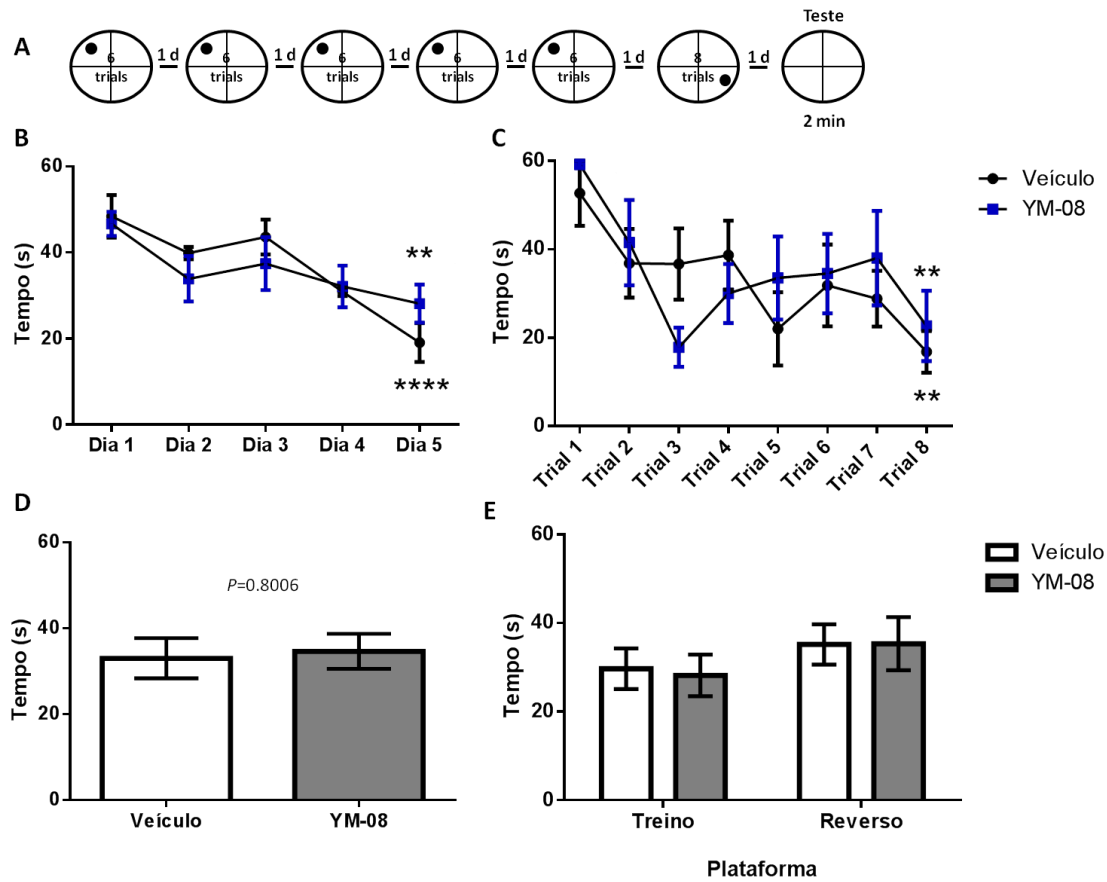 Teste
A
6 trials
1 d
6 trials
1 d
6 trials
1 d
6 trials
1 d
6 trials
1 d
8 trials
1 d
2 min
B
Tempo (s)
60
40
20
0
**
****
Dia 1 Dia 2 Dia 3 Dia 4 Dia 5
C
Tempo (s)
60
40
20
0
**
**
Trial 1 Trial 2 Trial 3 Trial 4 Trial 5 Trial 6 Trial 7 Trial 8
Veículo
YM-08
D
Tempo (s)
60
40
20
0
P=0.8006
Veículo YM-08
E
Tempo (s)
60
40
20
0
Treino Reverso
Plataforma
Veículo
YM-08